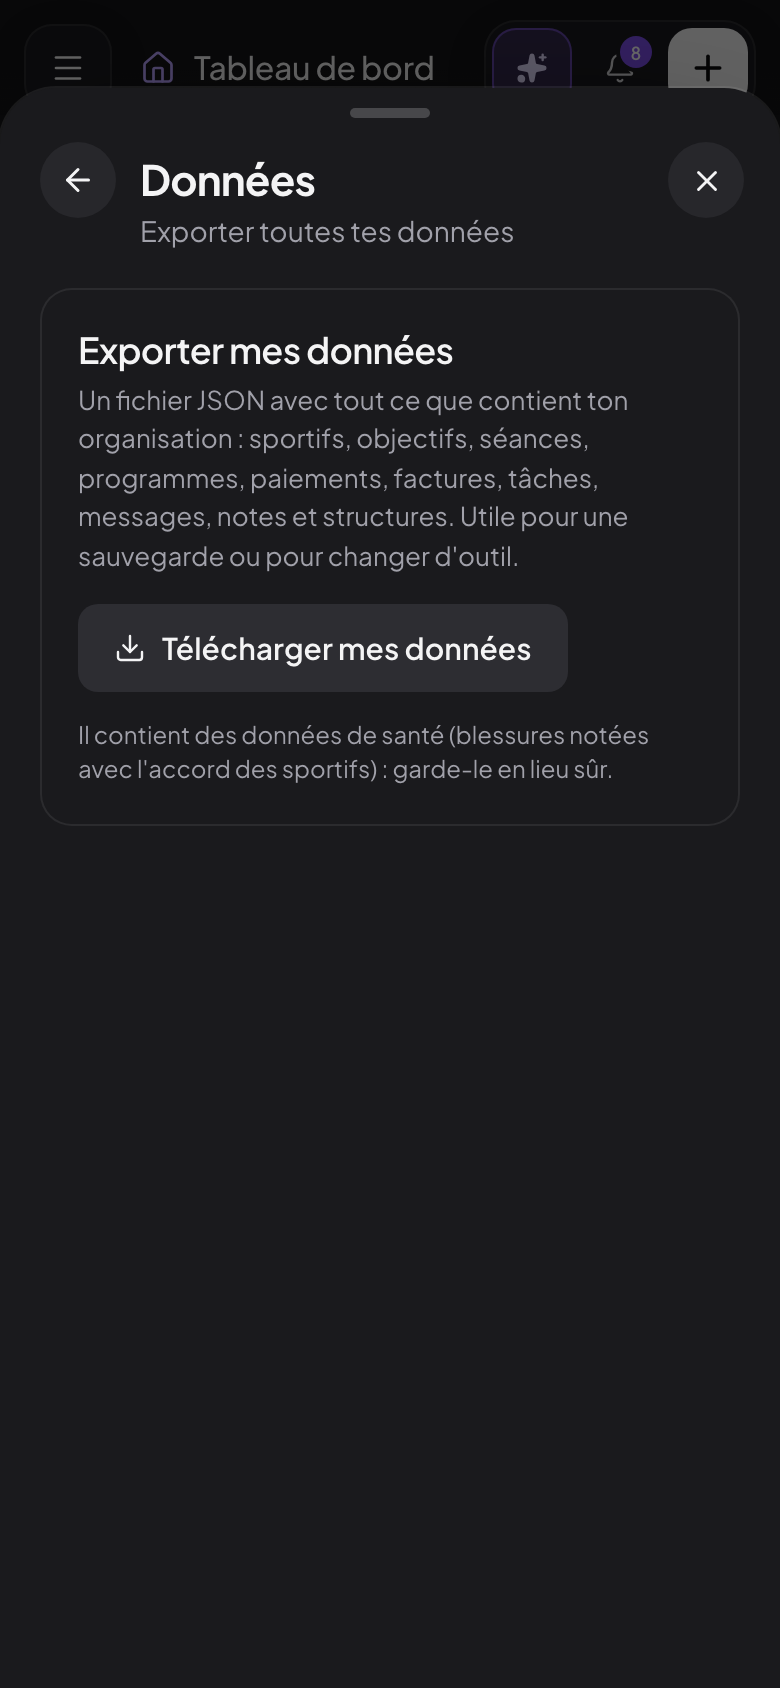 Tableau de bord
8
Données
Exporter toutes tes données
Exporter mes données
Un fichier JSON avec tout ce que contient ton
organisation : sportifs, objectifs, séances,
programmes, paiements, factures, tâches,
messages, notes et structures. Utile pour une
sauvegarde ou pour changer d'outil.
Télécharger mes données
Il contient des données de santé (blessures notées
avec l'accord des sportifs) : garde-le en lieu sûr.